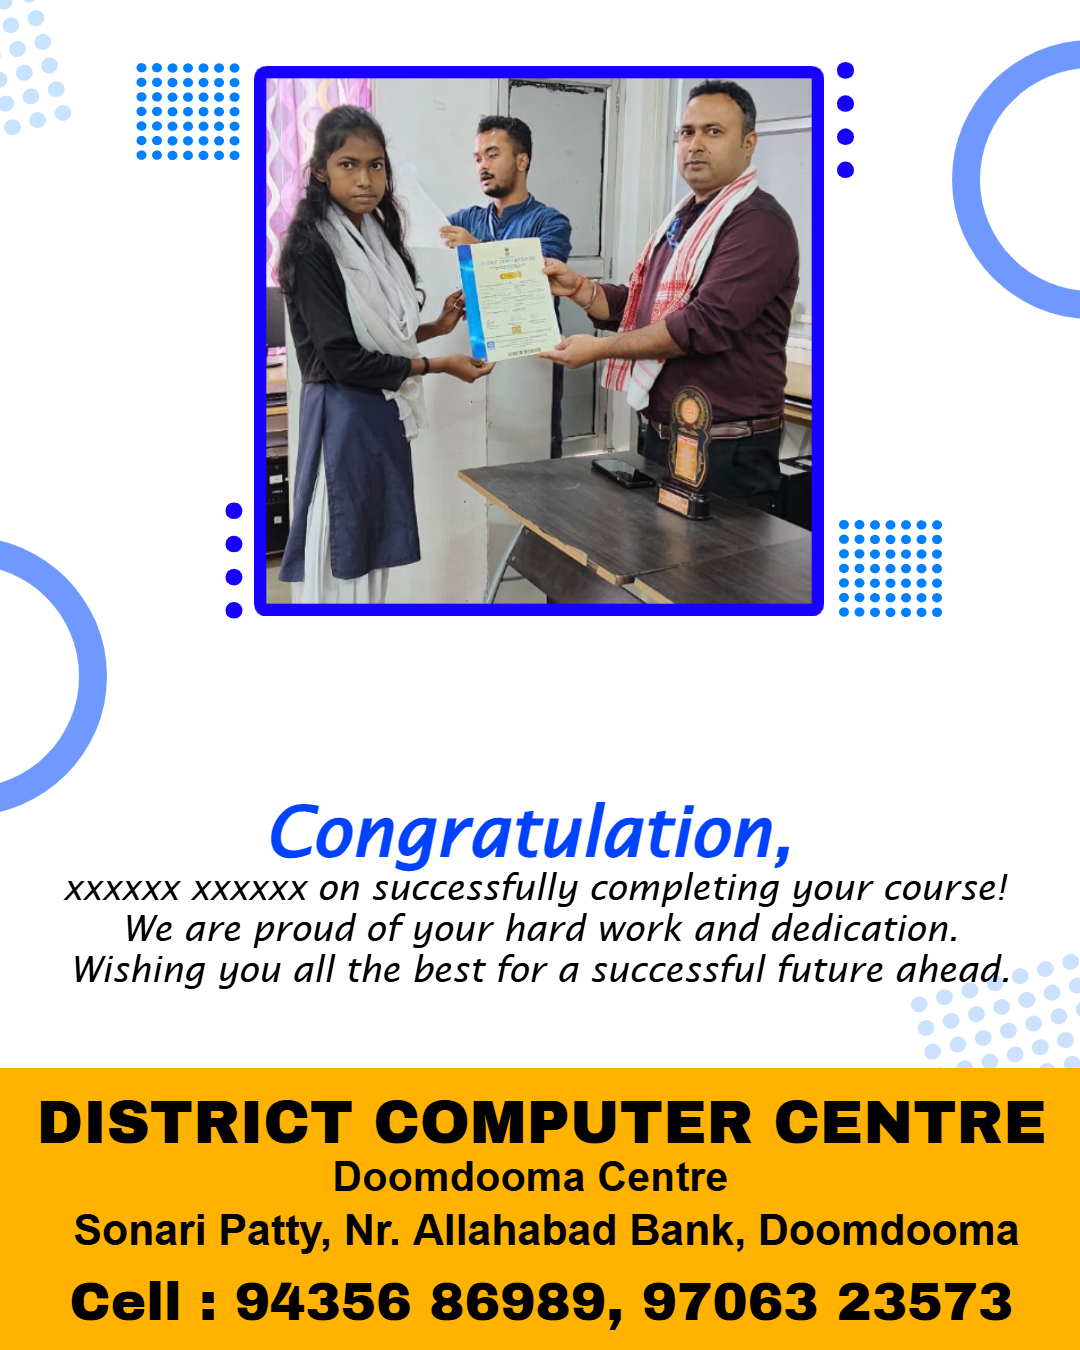 Congratulation,
xxxxxx xxxxxx on successfully completing your course!
We are proud of your hard work and dedication.
Wishing you all the best for a successful future ahead.
DISTRICT COMPUTER CENTRE
Doomdooma Centre
Sonari Patty, Nr. Allahabad Bank, Doomdooma
Cell : 94356 86989, 97063 23573